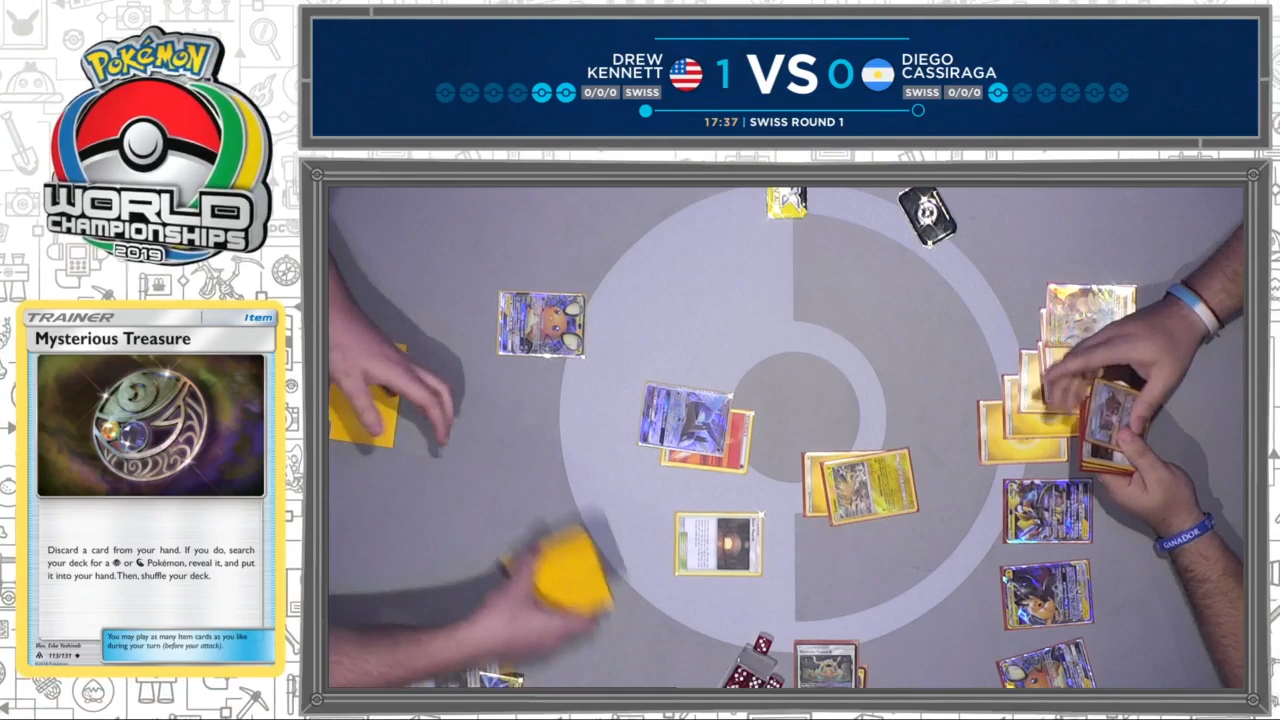 Pokémon
WORLD
CHAMPIONSHIPS
2019
DREW
KENNETT
1
VS
0
DIEGO
CASSIRAGA
0/0/0
SWISS
SWISS
0/0/0
17:37 | SWISS ROUND 1
TRAINER
Item
Mysterious Treasure
Discard a card from your hand. If you do, search
your deck for a or Pokémon, reveal it, and put
it into your hand. Then, shuffle your deck.
You may play as many Item cards as you like
during your turn (before your attack).
113/131
GANADOR